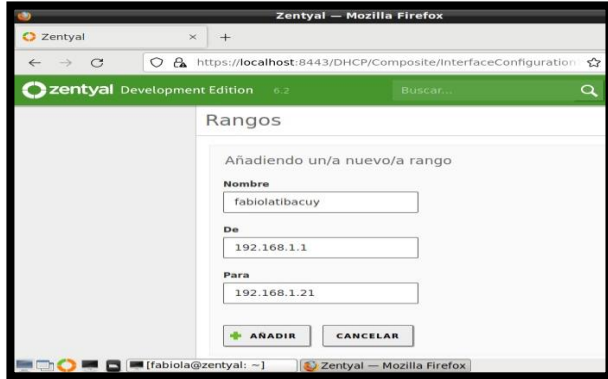 Zentyal — Mozilla Firefox
Zentyal × +
https://localhost:8443/DHCP/Composite/InterfaceConfiguration
zentyal Development Edition 6.2 Buscar...
Rangos
Añadiendo un/a nuevo/a rango
Nombre
fabiolatibacuy
De
192.168.1.1
Para
192.168.1.21
AÑADIR CANCELAR
[fabiola@zentyal: ~] Zentyal — Mozilla Firefox